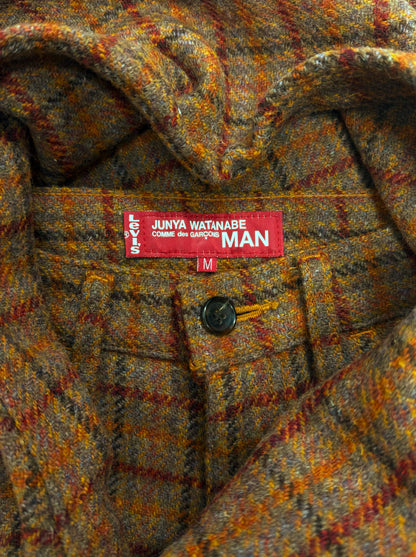 LEVI'S
JUNYA WATANABE
COMME des GARÇONS MAN
M